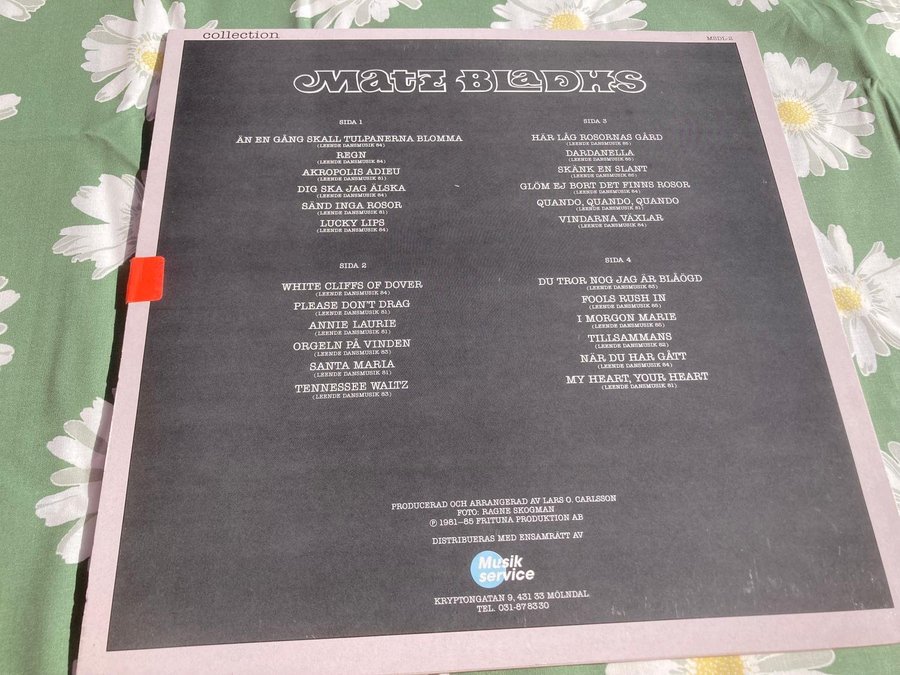 collection
MSDL-2
Matz Bladhs
SIDA 1
ÄN EN GÅNG SKALL TULPANERNA BLOMMA
(LEENDE DANSMUSIK 84)
REGN
(LEENDE DANSMUSIK 84)
AKROPOLIS ADIEU
(LEENDE DANSMUSIK 81)
DIG SKA JAG ÄLSKA
(LEENDE DANSMUSIK 84)
SÄND INGA ROSOR
(LEENDE DANSMUSIK 81)
LUCKY LIPS
(LEENDE DANSMUSIK 84)
SIDA 2
WHITE CLIFFS OF DOVER
(LEENDE DANSMUSIK 84)
PLEASE DON'T DRAG
(LEENDE DANSMUSIK 81)
ANNIE LAURIE
(LEENDE DANSMUSIK 81)
ORGELN PÅ VINDEN
(LEENDE DANSMUSIK 83)
SANTA MARIA
(LEENDE DANSMUSIK 81)
TENNESSEE WALTZ
(LEENDE DANSMUSIK 83)
SIDA 3
HÄR LÅG ROSORNAS GÅRD
(LEENDE DANSMUSIK 85)
DARDANELLA
(LEENDE DANSMUSIK 85)
SKÄNK EN SLANT
(LEENDE DANSMUSIK 85)
GLÖM EJ BORT DET FINNS ROSOR
(LEENDE DANSMUSIK 84)
QUANDO, QUANDO, QUANDO
(LEENDE DANSMUSIK 81)
VINDARNA VÄXLAR
(LEENDE DANSMUSIK 84)
SIDA 4
DU TROR NOG JAG ÄR BLÅÖGD
(LEENDE DANSMUSIK 83)
FOOLS RUSH IN
(LEENDE DANSMUSIK 85)
I MORGON MARIE
(LEENDE DANSMUSIK 85)
TILLSAMMANS
(LEENDE DANSMUSIK 82)
NÄR DU HAR GÅTT
(LEENDE DANSMUSIK 84)
MY HEART, YOUR HEART
(LEENDE DANSMUSIK 81)
PRODUCERAD OCH ARRANGERAD AV LARS O. CARLSSON
FOTO: RAGNE SKOGMAN
℗ 1981–85 FRITUNA PRODUKTION AB
DISTRIBUERAS MED ENSAMRÄTT AV
Musik
service
KRYPTONGATAN 9, 431 33 MÖLNDAL
TEL. 031-87 83 30